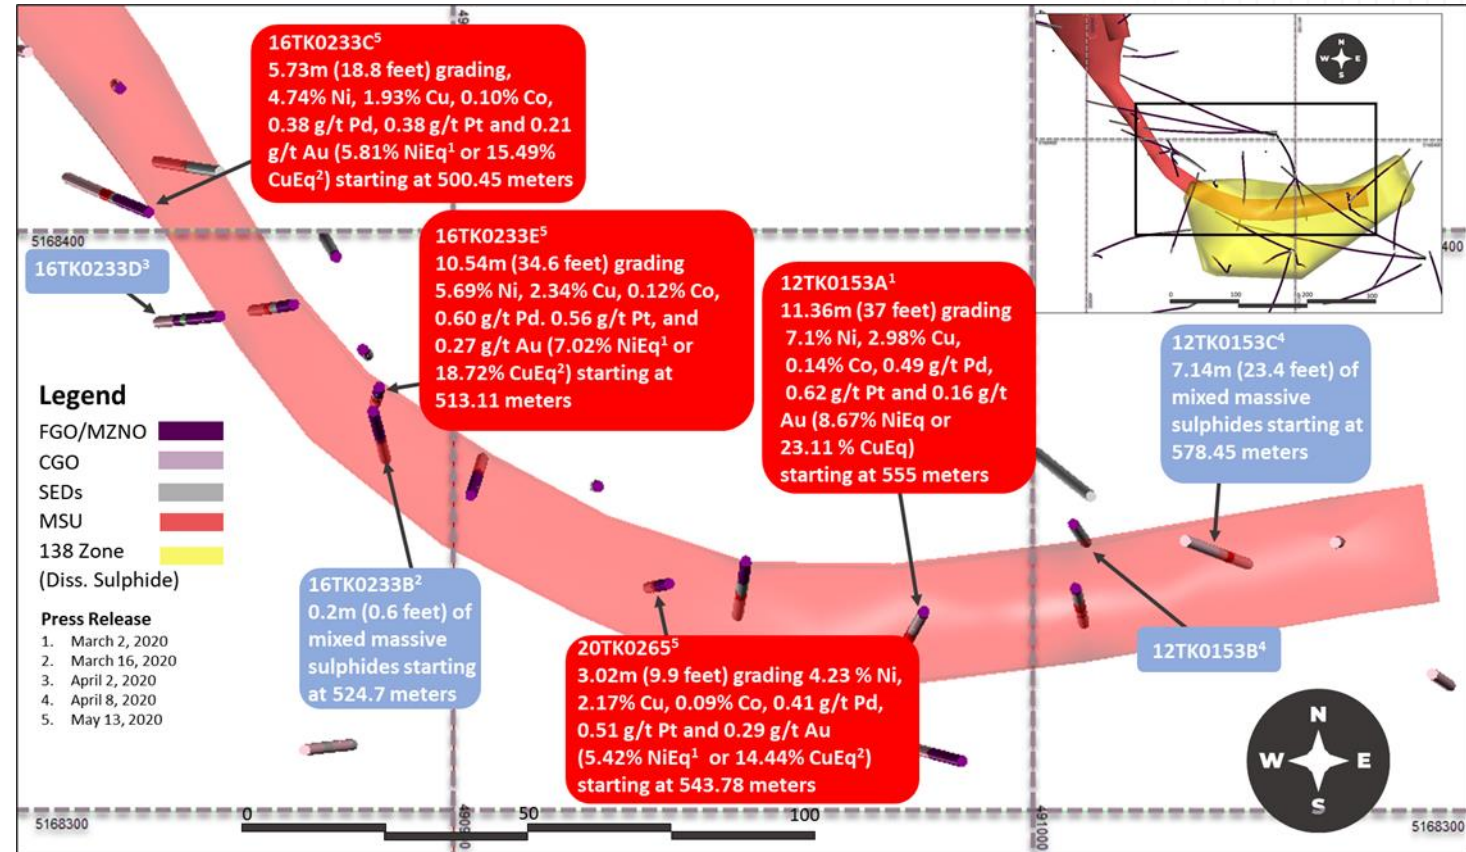 16TK0233C5
5.73m (18.8 feet) grading,
4.74% Ni, 1.93% Cu, 0.10% Co,
0.38 g/t Pd, 0.38 g/t Pt and 0.21
g/t Au (5.81% NiEq1 or 15.49%
CuEq2) starting at 500.45 meters
N
W E
S
0 100 200 300
5168400
400
16TK0233D3
16TK0233E5
10.54m (34.6 feet) grading
5.69% Ni, 2.34% Cu, 0.12% Co,
0.60 g/t Pd. 0.56 g/t Pt, and
0.27 g/t Au (7.02% NiEq1 or
18.72% CuEq2) starting at
513.11 meters
12TK0153A1
11.36m (37 feet) grading
7.1% Ni, 2.98% Cu,
0.14% Co, 0.49 g/t Pd,
0.62 g/t Pt and 0.16 g/t
Au (8.67% NiEq or
23.11 % CuEq)
starting at 555 meters
12TK0153C4
7.14m (23.4 feet) of
mixed massive
sulphides starting at
578.45 meters
Legend
FGO/MZNO
CGO
SEDs
MSU
138 Zone
(Diss. Sulphide)
Press Release
1. March 2, 2020
2. March 16, 2020
3. April 2, 2020
4. April 8, 2020
5. May 13, 2020
16TK0233B2
0.2m (0.6 feet) of
mixed massive
sulphides starting
at 524.7 meters
20TK02655
3.02m (9.9 feet) grading 4.23 % Ni,
2.17% Cu, 0.09% Co, 0.41 g/t Pd,
0.51 g/t Pt and 0.29 g/t Au
(5.42% NiEq1 or 14.44% CuEq2)
starting at 543.78 meters
12TK0153B4
N
W E
S
5168300
0 50 100
491000
5168300